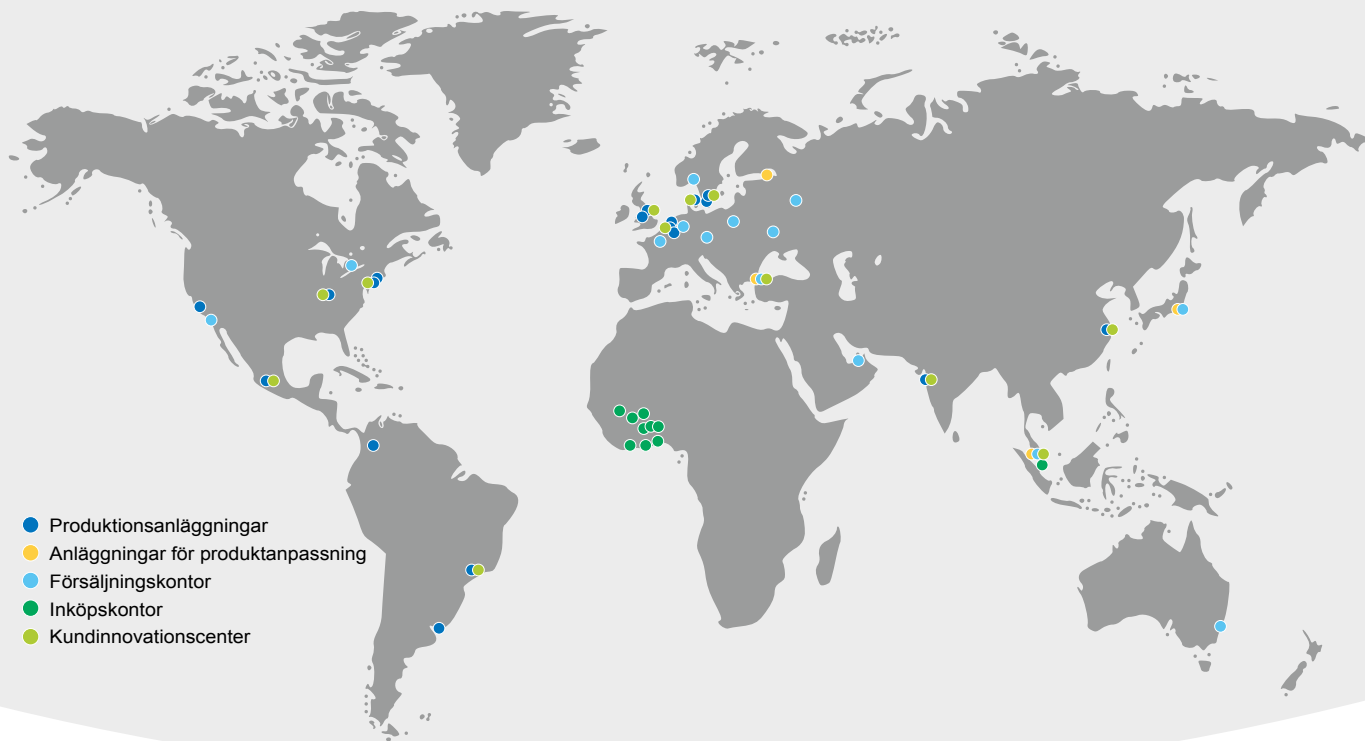 Produktionsanläggningar
Anläggningar för produktanpassning
Försäljningskontor
Inköpskontor
Kundinnovationscenter